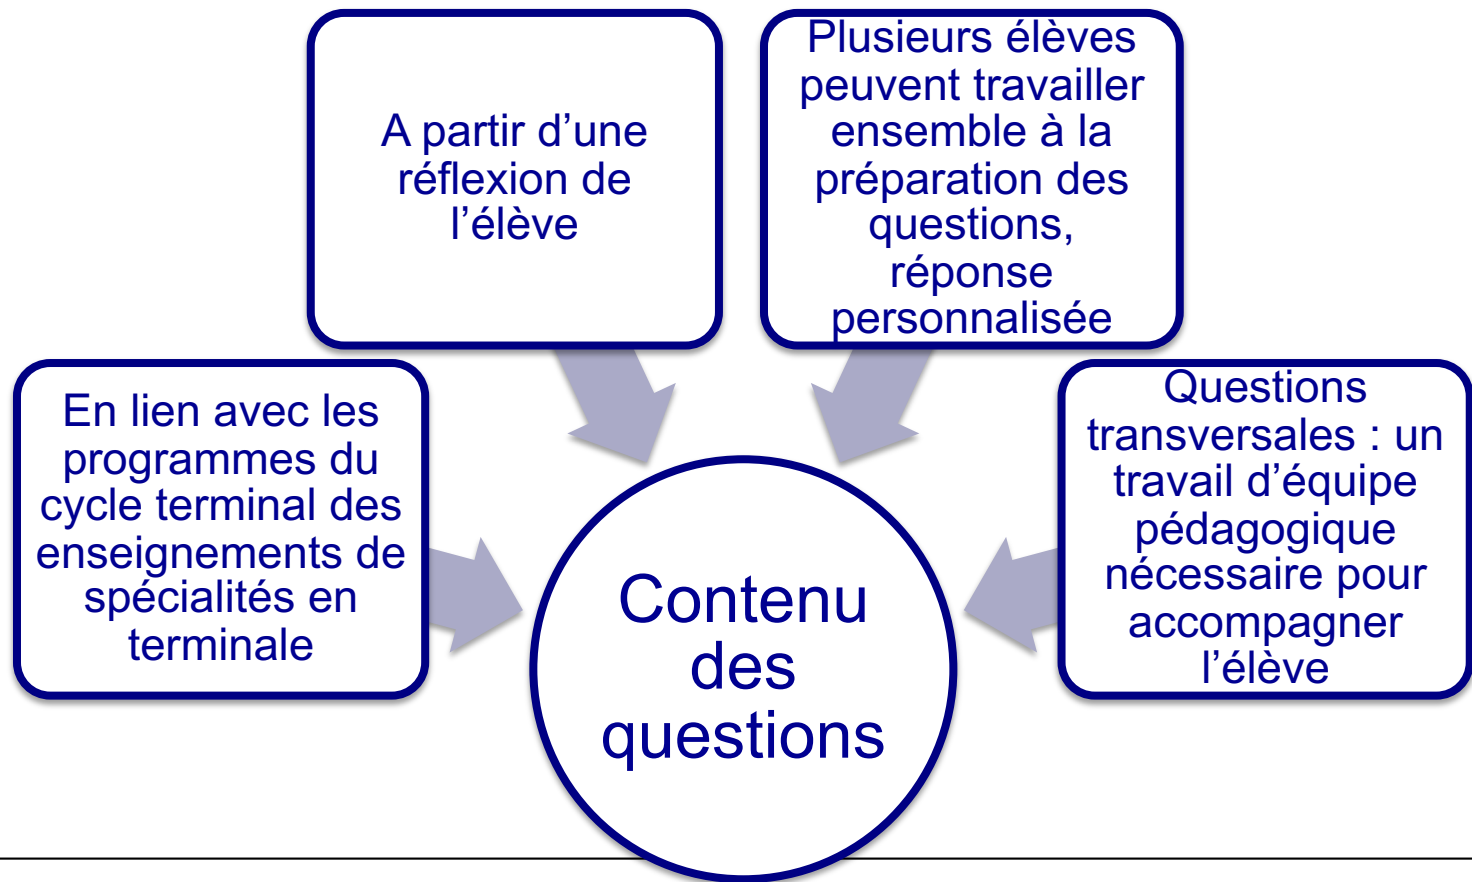 A partir d’une
réflexion de
l’élève
Plusieurs élèves
peuvent travailler
ensemble à la
préparation des
questions,
réponse
personnalisée
En lien avec les
programmes du
cycle terminal des
enseignements de
spécialités en
terminale
Questions
transversales : un
travail d’équipe
pédagogique
nécessaire pour
accompagner
l’élève
Contenu
des
questions